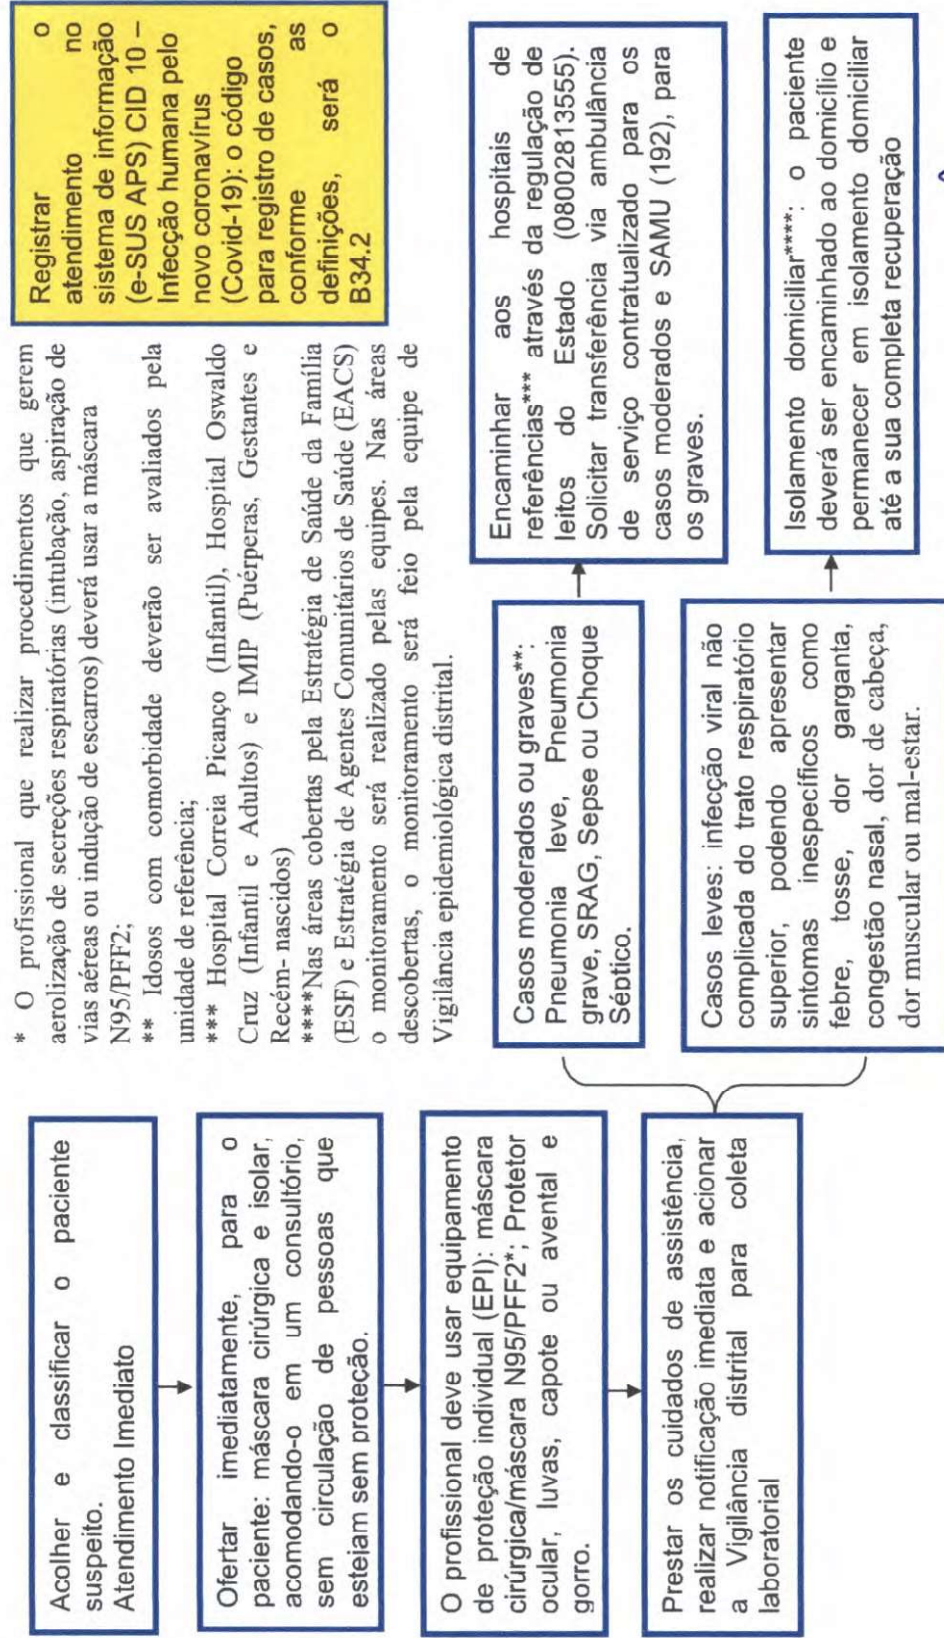 Acolher e classificar o paciente
suspeito.
Atendimento Imediato
Ofertar imediatamente, para o
paciente: máscara cirúrgica e isolar,
acomodando-o em um consultório,
sem circulação de pessoas que
estejam sem proteção.
O profissional deve usar equipamento
de proteção individual (EPI): máscara
cirúrgica/máscara N95/PFF2*; Protetor
ocular, luvas, capote ou avental e
gorro.
Prestar os cuidados de assistência,
realizar notificação imediata e acionar
a Vigilância distrital para coleta
laboratorial
* O profissional que realizar procedimentos que gerem
aerolização de secreções respiratórias (intubação, aspiração de
vias aéreas ou indução de escarros) deverá usar a máscara
N95/PFF2;
** Idosos com comorbidade deverão ser avaliados pela
unidade de referência;
*** Hospital Correia Picanço (Infantil), Hospital Oswaldo
Cruz (Infantil e Adultos) e IMIP (Puérperas, Gestantes e
Recém- nascidos)
****Nas áreas cobertas pela Estratégia de Saúde da Família
(ESF) e Estratégia de Agentes Comunitários de Saúde (EACS)
o monitoramento será realizado pelas equipes. Nas áreas
descobertas, o monitoramento será feio pela equipe de
Vigilância epidemiológica distrital.
Registrar o
atendimento no
sistema de informação
(e-SUS APS) CID 10 –
Infecção humana pelo
novo coronavírus
(Covid-19): o código
para registro de casos,
conforme as
definições, será o
B34.2
Casos moderados ou graves**:
Pneumonia leve, Pneumonia
grave, SRAG, Sepse ou Choque
Séptico.
Encaminhar aos hospitais de
referências*** através da regulação de
leitos do Estado (08000281​3555).
Solicitar transferência via ambulância
de serviço contratualizado para os
casos moderados e SAMU (192), para
os graves.
Casos leves: infecção viral não
complicada do trato respiratório
superior, podendo apresentar
sintomas inespecíficos como
febre, tosse, dor garganta,
congestão nasal, dor de cabeça,
dor muscular ou mal-estar.
Isolamento domiciliar****: o paciente
deverá ser encaminhado ao domicílio e
permanecer em isolamento domiciliar
até a sua completa recuperação